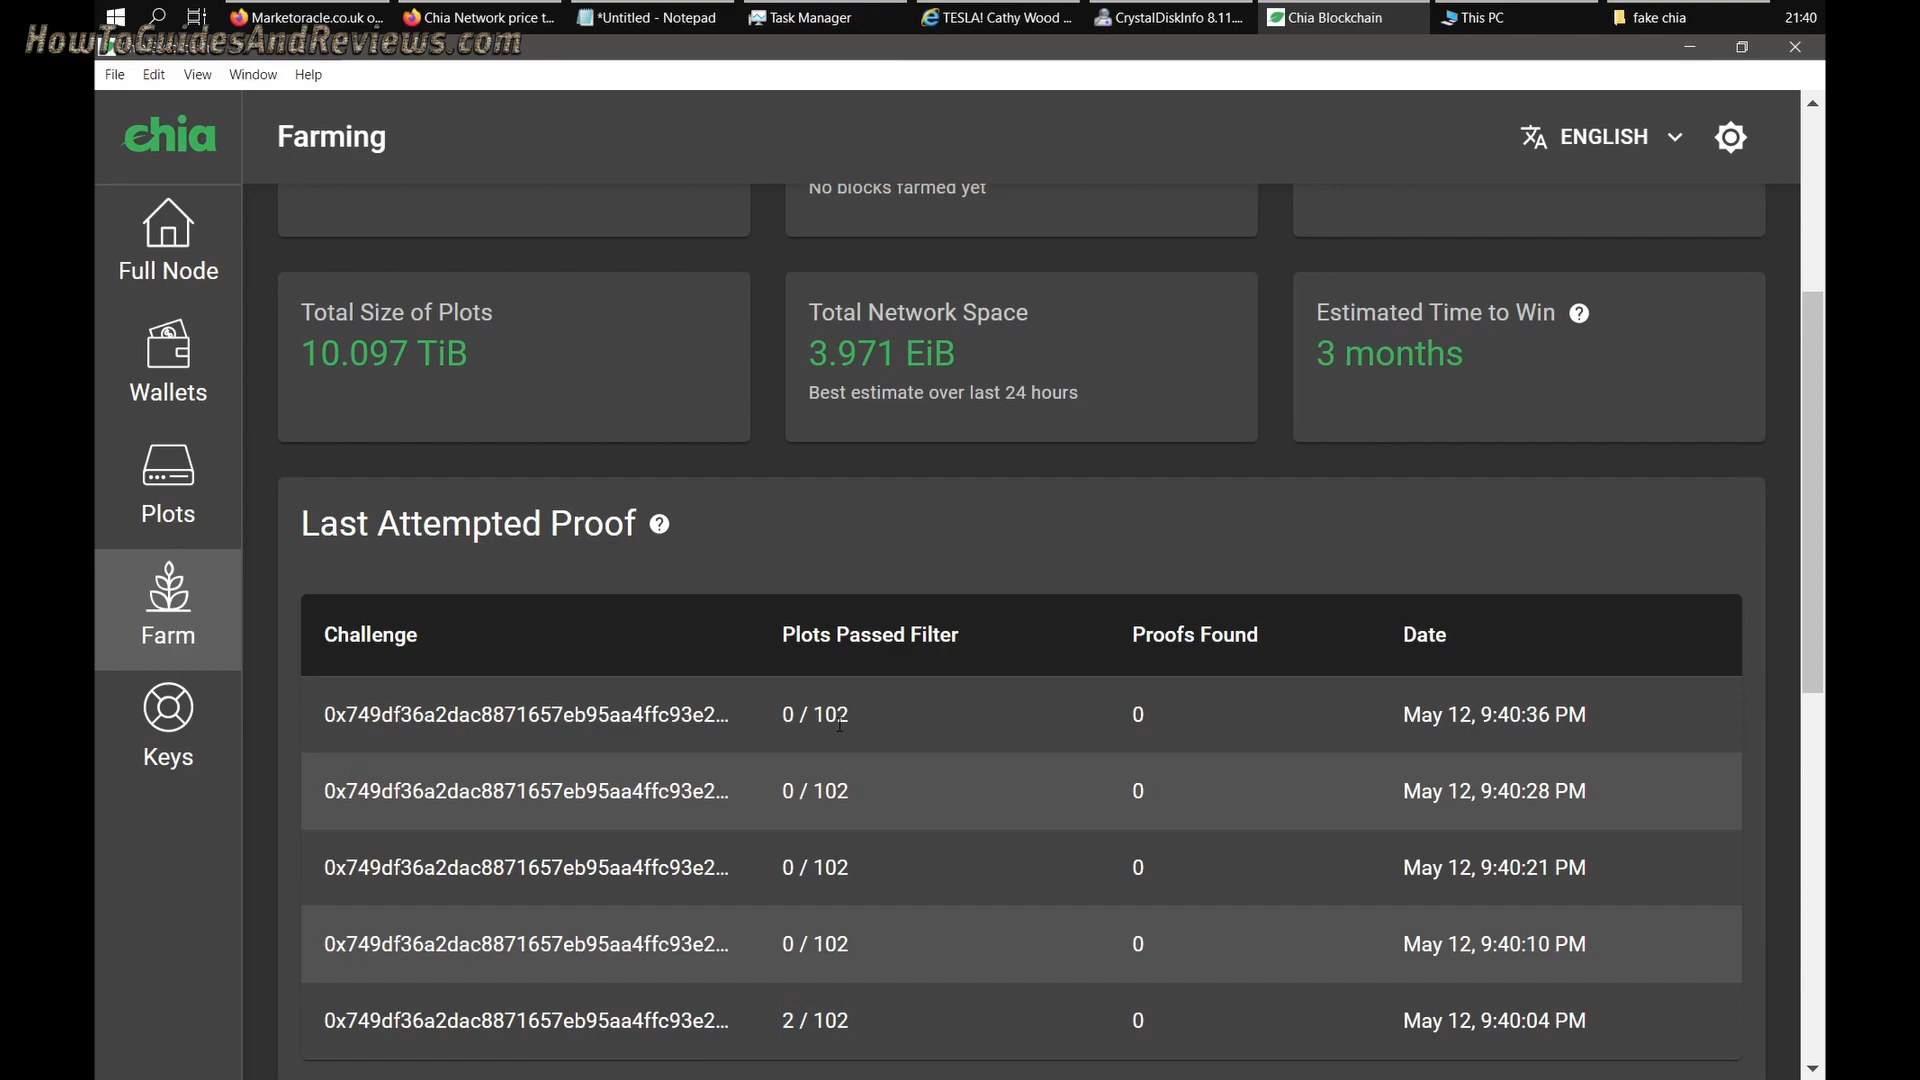 Marketoracle.co.uk o...
Chia Network price t...
*Untitled - Notepad
Task Manager
TESLA! Cathy Wood ...
CrystalDiskInfo 8.11....
Chia Blockchain
This PC
fake chia
21:40
HowToGuidesAndReviews.com
File Edit View Window Help
chia
Farming
ENGLISH
Full Node
Wallets
Plots
Farm
Keys
No blocks farmed yet
Total Size of Plots
10.097 TiB
Total Network Space
3.971 EiB
Best estimate over last 24 hours
Estimated Time to Win ?
3 months
Last Attempted Proof ?
Challenge Plots Passed Filter Proofs Found Date
0x749df36a2dac8871657eb95aa4ffc93e2... 0 / 102 0 May 12, 9:40:36 PM
0x749df36a2dac8871657eb95aa4ffc93e2... 0 / 102 0 May 12, 9:40:28 PM
0x749df36a2dac8871657eb95aa4ffc93e2... 0 / 102 0 May 12, 9:40:21 PM
0x749df36a2dac8871657eb95aa4ffc93e2... 0 / 102 0 May 12, 9:40:10 PM
0x749df36a2dac8871657eb95aa4ffc93e2... 2 / 102 0 May 12, 9:40:04 PM